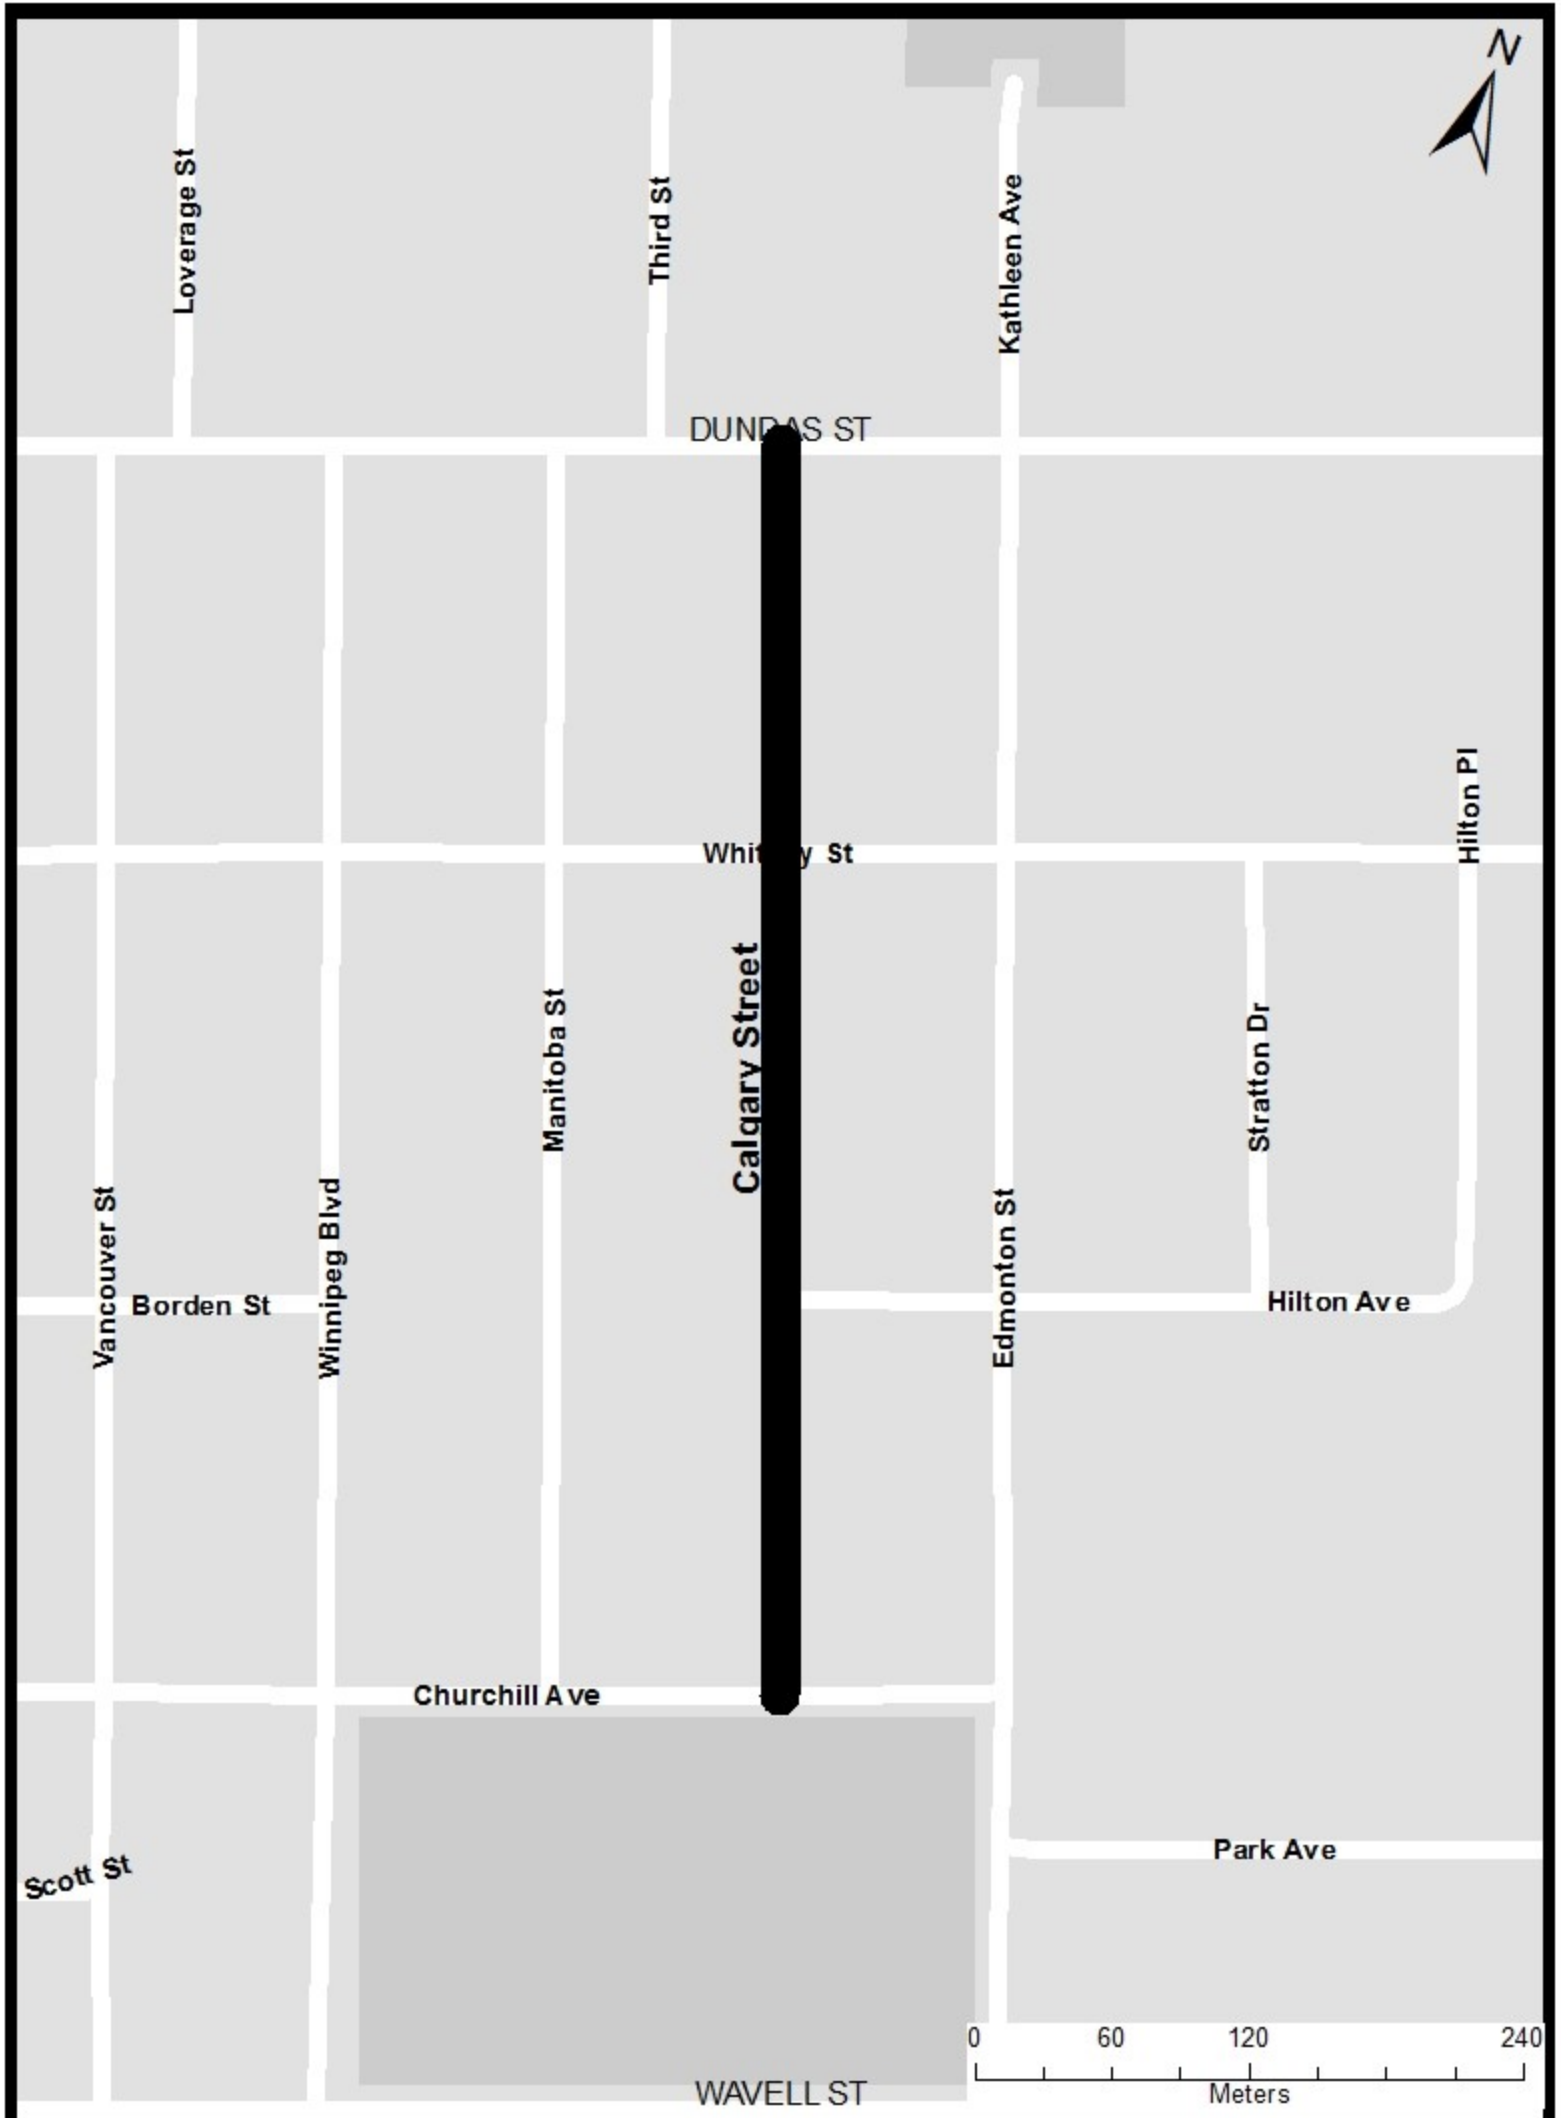 N
Loverage St
Third St
Kathleen Ave
DUNDAS ST
Hilton Pl
St
Calgary Street
Manitoba St
Stratton Dr
Vancouver St
Winnipeg Blvd
Edmonton St
Borden St
Hilton Ave
Churchill Ave
Park Ave
Scott St
0 60 120 240
Meters
WAVELL ST